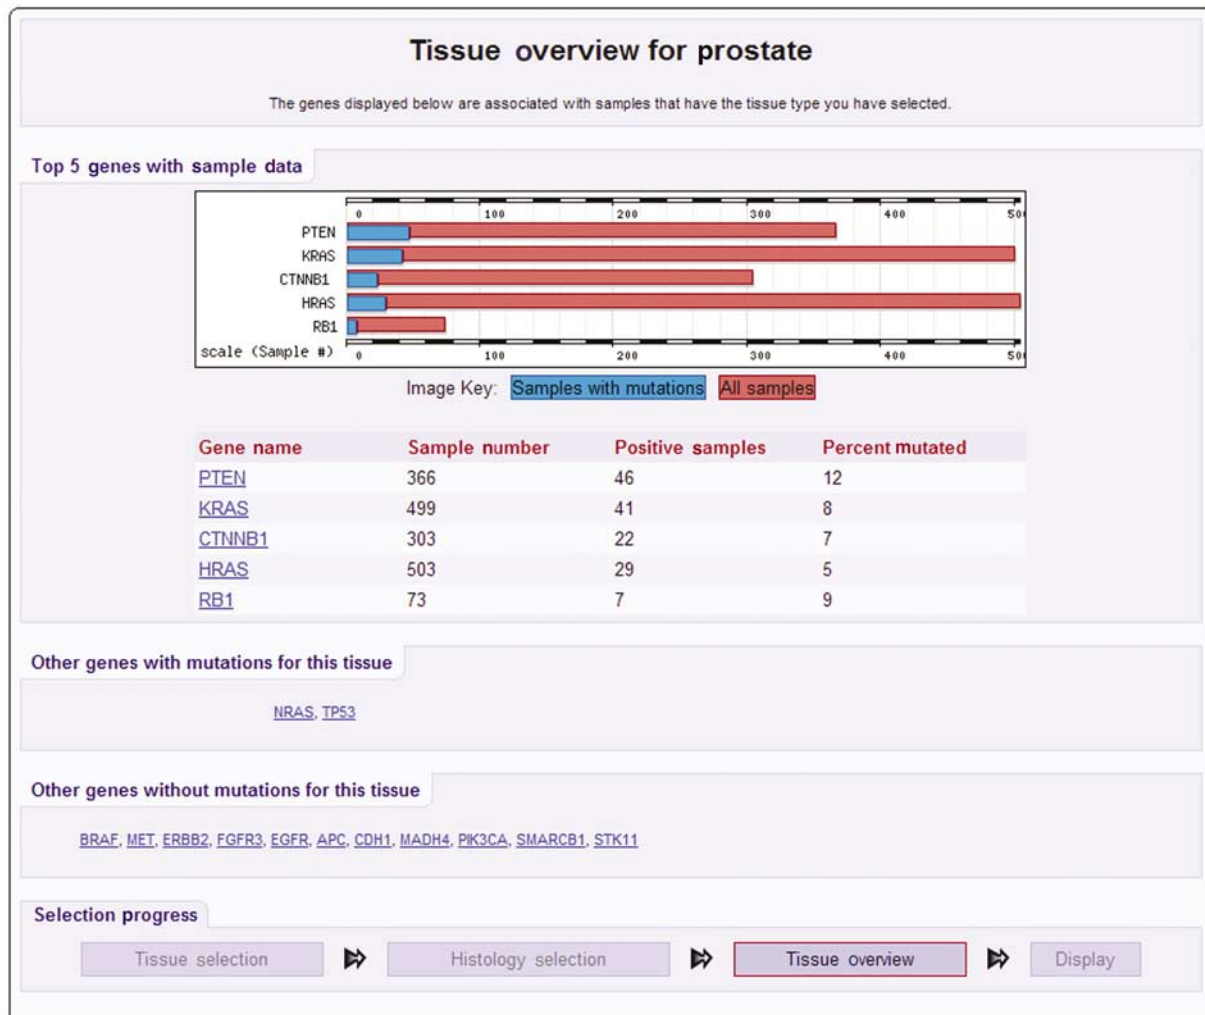 Tissue overview for prostate
The genes displayed below are associated with samples that have the tissue type you have selected.
Top 5 genes with sample data
0 100 200 300 400 50
PTEN
KRAS
CTNNB1
HRAS
RB1
scale (Sample #) 0 100 200 300 400 50
Image Key: Samples with mutations All samples
Gene name Sample number Positive samples Percent mutated
PTEN 366 46 12
KRAS 499 41 8
CTNNB1 303 22 7
HRAS 503 29 5
RB1 73 7 9
Other genes with mutations for this tissue
NRAS, TP53
Other genes without mutations for this tissue
BRAF, MET, ERBB2, FGFR3, EGFR, APC, CDH1, MADH4, PIK3CA, SMARCB1, STK11
Selection progress
Tissue selection Histology selection Tissue overview Display